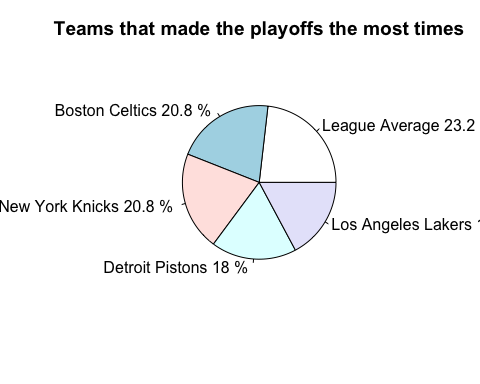 Teams that made the playoffs the most times
Boston Celtics 20.8 %
League Average 23.2
New York Knicks 20.8 %
Los Angeles Lakers
Detroit Pistons 18 %